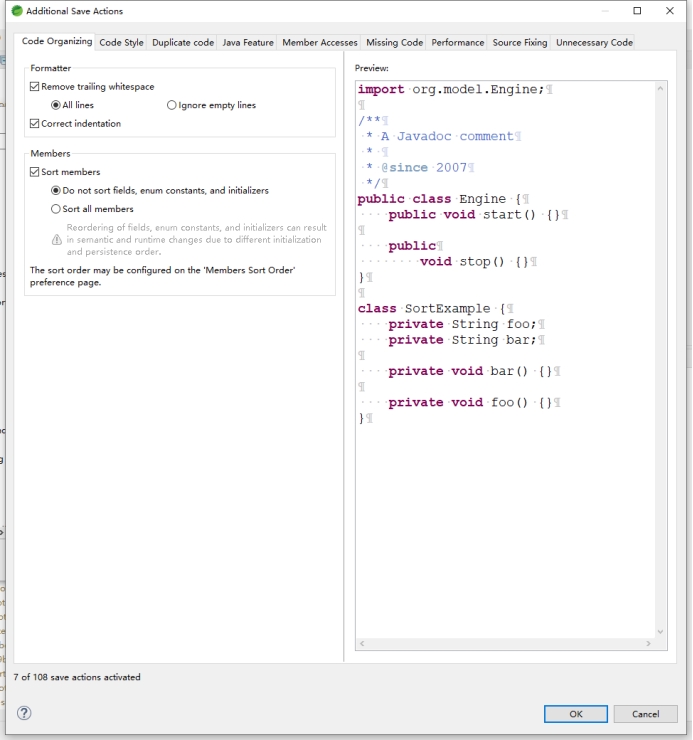 Additional Save Actions
Code Organizing Code Style Duplicate code Java Feature Member Accesses Missing Code Performance Source Fixing Unnecessary Code
Formatter
Remove trailing whitespace
All lines Ignore empty lines
Correct indentation
Members
Sort members
Do not sort fields, enum constants, and initializers
Sort all members
Reordering of fields, enum constants, and initializers can result
in semantic and runtime changes due to different initialization
and persistence order.
The sort order may be configured on the 'Members Sort Order'
preference page.
Preview:
import·org.model.Engine;¶
¶
/**¶
·*·A·Javadoc·comment¶
·*·¶
·*·@since·2007¶
·*/¶
public·class·Engine·{¶
····public·void·start()·{}¶
¶
····public¶
········void·stop()·{}¶
}¶
¶
class·SortExample·{¶
····private·String·foo;¶
····private·String·bar;¶
¶
····private·void·bar()·{}¶
¶
····private·void·foo()·{}¶
}¶
7 of 108 save actions activated
?
OK Cancel